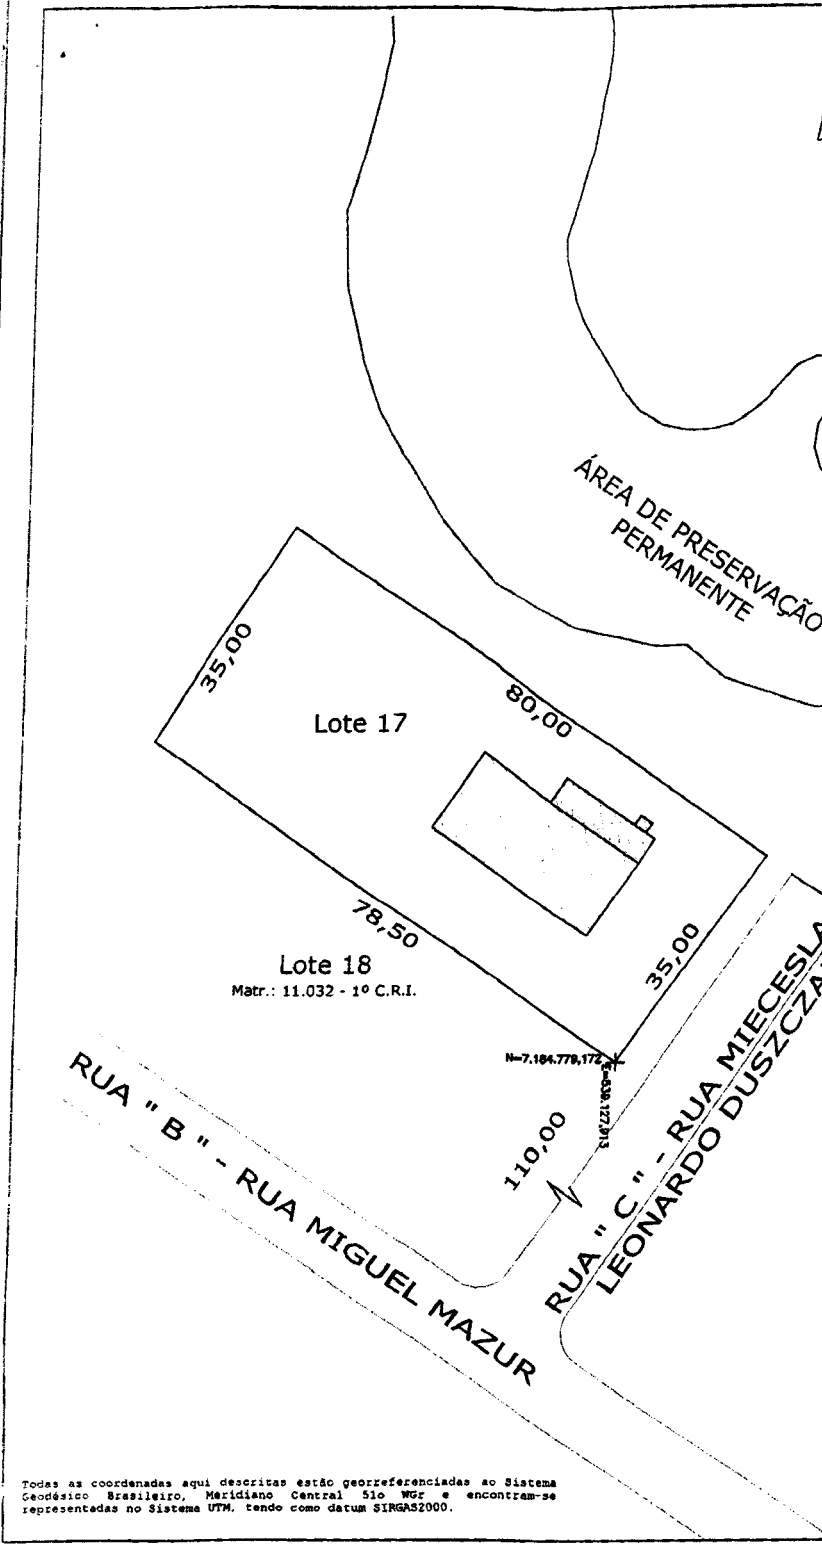 ÁREA DE PRESERVAÇÃO
PERMANENTE
35,00
80,00
Lote 17
78,50
35,00
Lote 18
Matr.: 11.032 - 1º C.R.I.
N=7.184.779,172
110,00
RUA " B " - RUA MIGUEL MAZUR
RUA " C " - RUA MIECESLA
LEONARDO DUSZCZA
Todas as coordenadas aqui descritas estão georreferenciadas ao Sistema
Geodésico Brasileiro, Meridiano Central 51o WGr e encontram-se
representadas no Sistema UTM, tendo como datum SIRGAS2000.